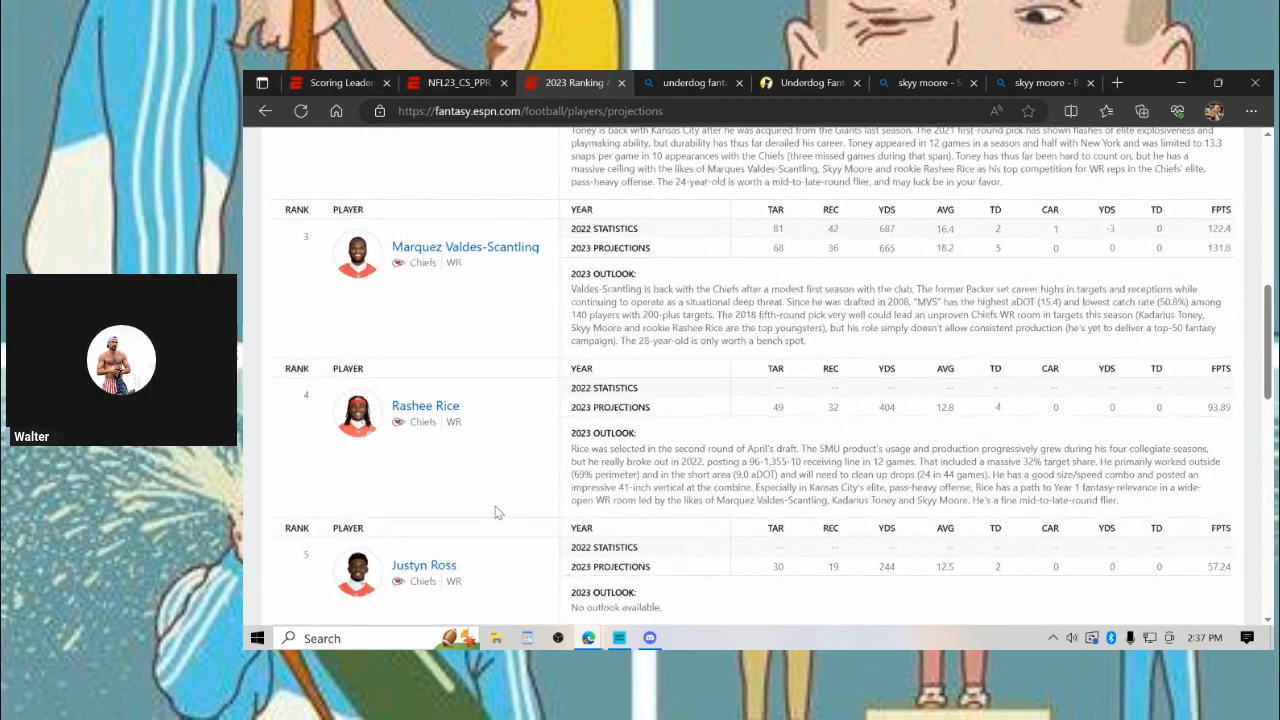 Scoring Leader
NFL23_CS_PPR
2023 Ranking &
underdog fanta
Underdog Fant
skyy moore - S
skyy moore - B
https://fantasy.espn.com/football/players/projections
Toney is back with Kansas City after he was acquired from the Giants last season. The 2021 first-round pick has shown flashes of elite explosiveness and
playmaking ability, but durability has thus far derailed his career. Toney appeared in 12 games in a season and half with New York and was limited to 13.3
snaps per game in 10 appearances with the Chiefs (three missed games during that span). Toney has thus far been hard to count on, but he has a
massive ceiling with the likes of Marques Valdes-Scantling, Skyy Moore and rookie Rashee Rice as his top competition for WR reps in the Chiefs' elite,
pass-heavy offense. The 24-year-old is worth a mid-to-late-round flier, and may luck be in your favor.
RANK PLAYER YEAR TAR REC YDS AVG TD CAR YDS TD FPTS
3
Marquez Valdes-Scantling
Chiefs WR
2022 STATISTICS 81 42 687 16.4 2 1 -3 0 122.4
2023 PROJECTIONS 68 36 665 18.2 5 0 0 0 131.8
2023 OUTLOOK:
Valdes-Scantling is back with the Chiefs after a modest first season with the club. The former Packer set career highs in targets and receptions while
continuing to operate as a situational deep threat. Since he was drafted in 2008, "MVS" has the highest aDOT (15.4) and lowest catch rate (50.8%) among
140 players with 200-plus targets. The 2018 fifth-round pick very well could lead an unproven Chiefs WR room in targets this season (Kadarius Toney,
Skyy Moore and rookie Rashee Rice are the top youngsters), but his role simply doesn't allow consistent production (he's yet to deliver a top-50 fantasy
campaign). The 28-year-old is only worth a bench spot.
RANK PLAYER YEAR TAR REC YDS AVG TD CAR YDS TD FPTS
4
Rashee Rice
Chiefs WR
2022 STATISTICS -- -- -- -- -- -- -- -- --
2023 PROJECTIONS 49 32 404 12.8 4 0 0 0 93.89
2023 OUTLOOK:
Rice was selected in the second round of April's draft. The SMU product's usage and production progressively grew during his four collegiate seasons,
but he really broke out in 2022, posting a 96-1,355-10 receiving line in 12 games. That included a massive 32% target share. He primarily worked outside
(69% perimeter) and in the short area (9.0 aDOT) and will need to clean up drops (24 in 44 games). He has a good size/speed combo and posted an
impressive 41-inch vertical at the combine. Especially in Kansas City's elite, pass-heavy offense, Rice has a path to Year 1 fantasy-relevance in a wide-
open WR room led by the likes of Marquez Valdes-Scantling, Kadarius Toney and Skyy Moore. He's a fine mid-to-late-round flier.
RANK PLAYER YEAR TAR REC YDS AVG TD CAR YDS TD FPTS
5
Justyn Ross
Chiefs WR
2022 STATISTICS -- -- -- -- -- -- -- -- --
2023 PROJECTIONS 30 19 244 12.5 2 0 0 0 57.24
2023 OUTLOOK:
No outlook available.
Walter
Search
2:37 PM